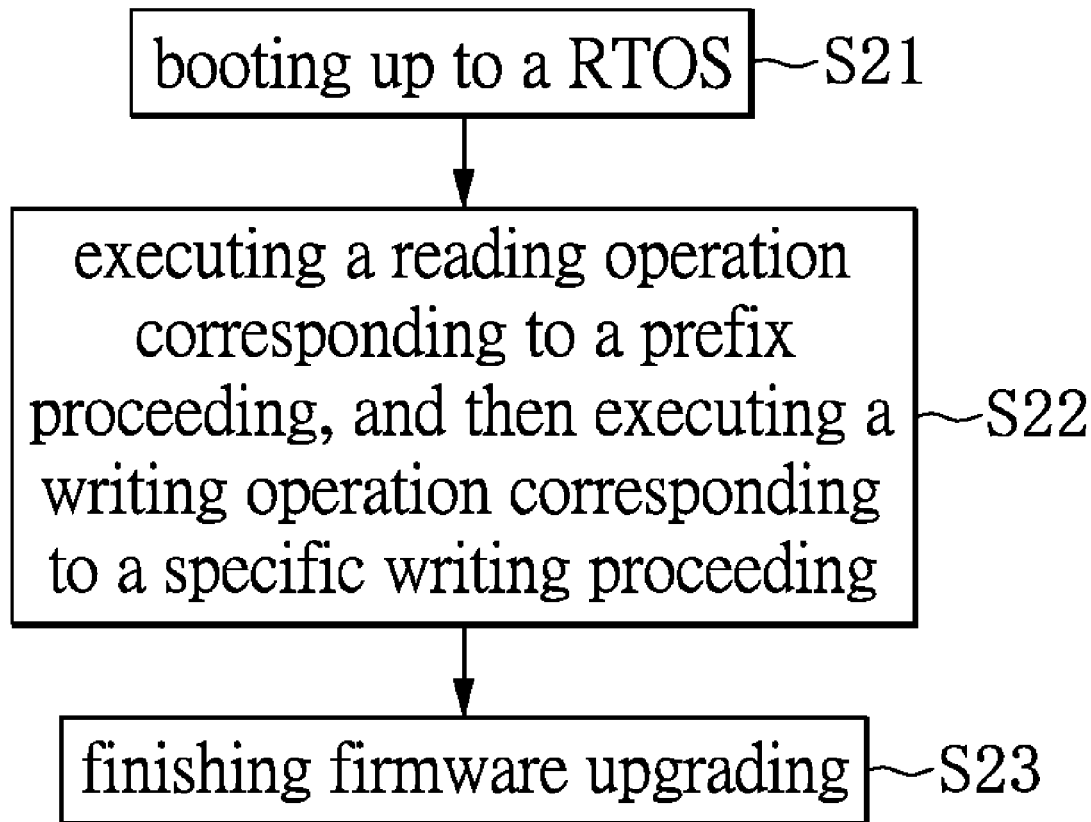 booting up to a RTOS
S21
executing a reading operation
corresponding to a prefix
proceeding, and then executing a
writing operation corresponding
to a specific writing proceeding
S22
finishing firmware upgrading
S23